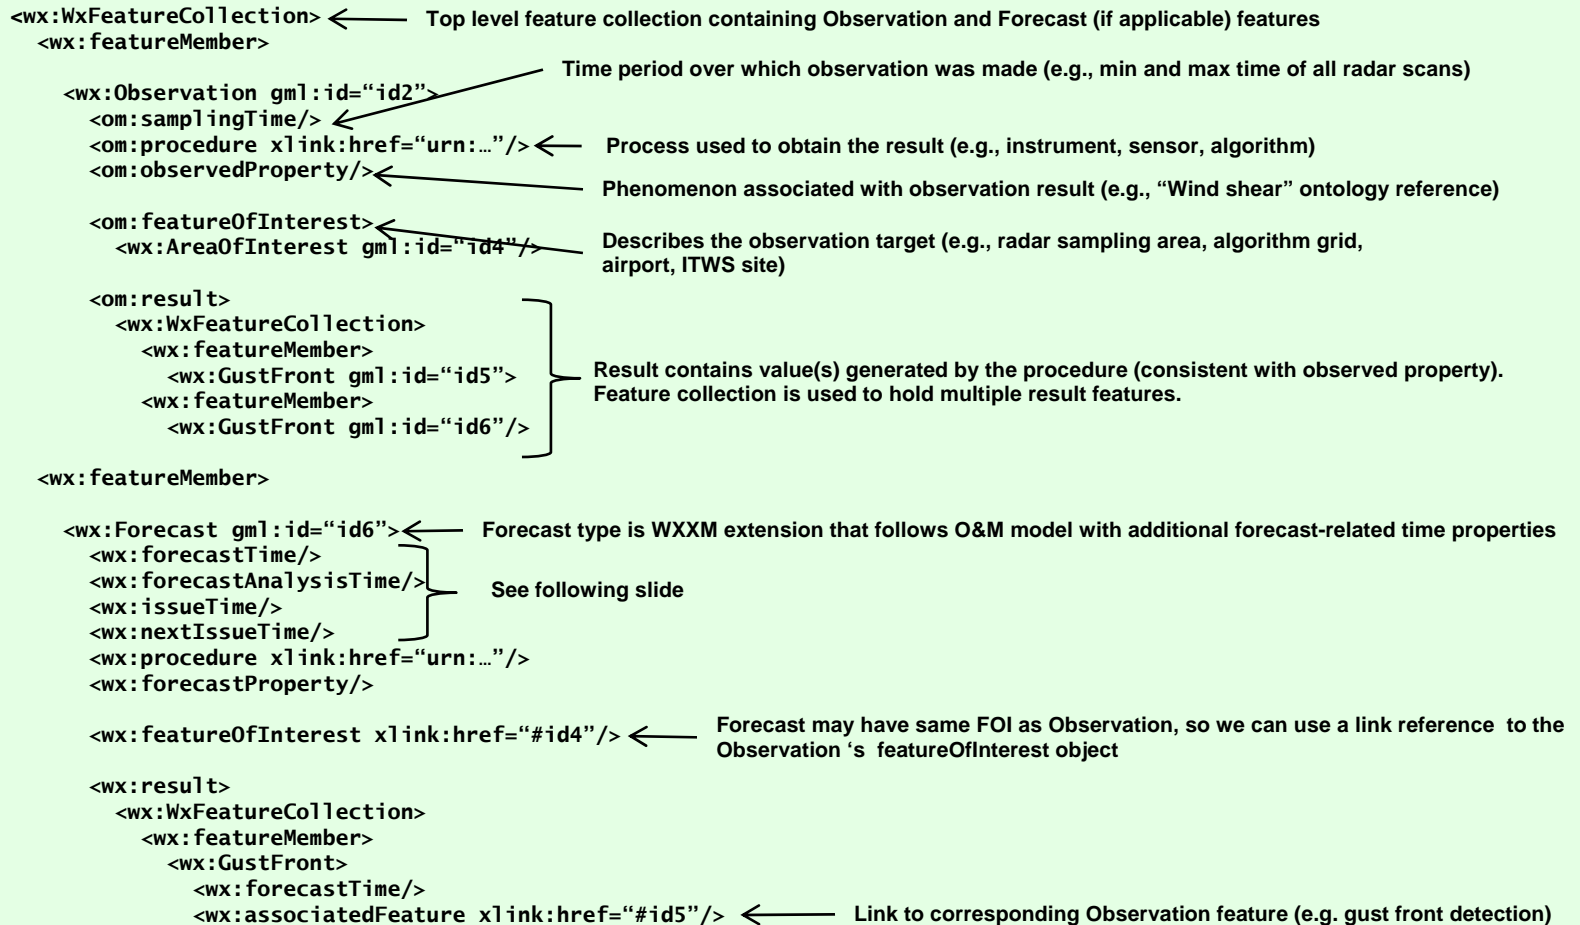 <wx:WxFeatureCollection> Top level feature collection containing Observation and Forecast (if applicable) features
<wx:featureMember>
Time period over which observation was made (e.g., min and max time of all radar scans)
<wx:Observation gml:id=“id2”>
<om:samplingTime/>
<om:procedure xlink:href=“urn:…”/> Process used to obtain the result (e.g., instrument, sensor, algorithm)
<om:observedProperty/>
Phenomenon associated with observation result (e.g., “Wind shear” ontology reference)
<om:featureOfInterest>
<wx:AreaOfInterest gml:id=“id4”/>
Describes the observation target (e.g., radar sampling area, algorithm grid,
airport, ITWS site)
<om:result>
<wx:WxFeatureCollection>
<wx:featureMember>
<wx:GustFront gml:id=“id5”>
<wx:featureMember>
<wx:GustFront gml:id=“id6”/>
Result contains value(s) generated by the procedure (consistent with observed property).
Feature collection is used to hold multiple result features.
<wx:featureMember>
<wx:Forecast gml:id=“id6”> Forecast type is WXXM extension that follows O&M model with additional forecast-related time properties
<wx:forecastTime/>
<wx:forecastAnalysisTime/>
<wx:issueTime/>
<wx:nextIssueTime/>
See following slide
<wx:procedure xlink:href=“urn:…”/>
<wx:forecastProperty/>
<wx:featureOfInterest xlink:href=“#id4”/>
Forecast may have same FOI as Observation, so we can use a link reference to the
Observation ‘s featureOfInterest object
<wx:result>
<wx:WxFeatureCollection>
<wx:featureMember>
<wx:GustFront>
<wx:forecastTime/>
<wx:associatedFeature xlink:href=“#id5”/> Link to corresponding Observation feature (e.g. gust front detection)